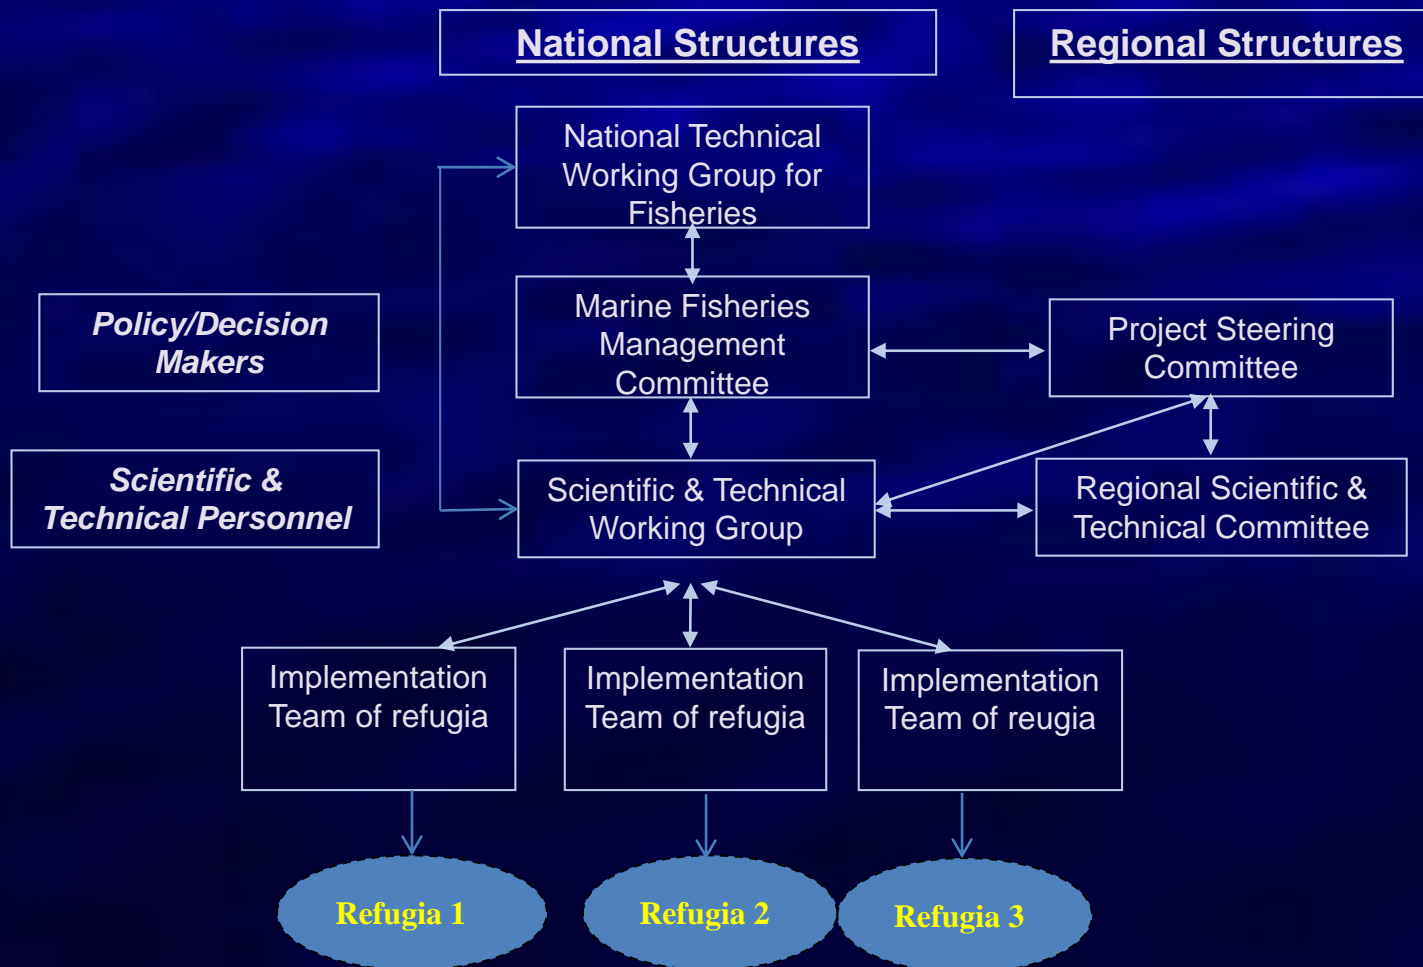 National Structures
Regional Structures
National Technical
Working Group for
Fisheries
Policy/Decision
Makers
Marine Fisheries
Management
Committee
Project Steering
Committee
Scientific &
Technical Personnel
Scientific & Technical
Working Group
Regional Scientific &
Technical Committee
Implementation
Team of refugia
Implementation
Team of refugia
Implementation
Team of reugia
Refugia 1
Refugia 2
Refugia 3